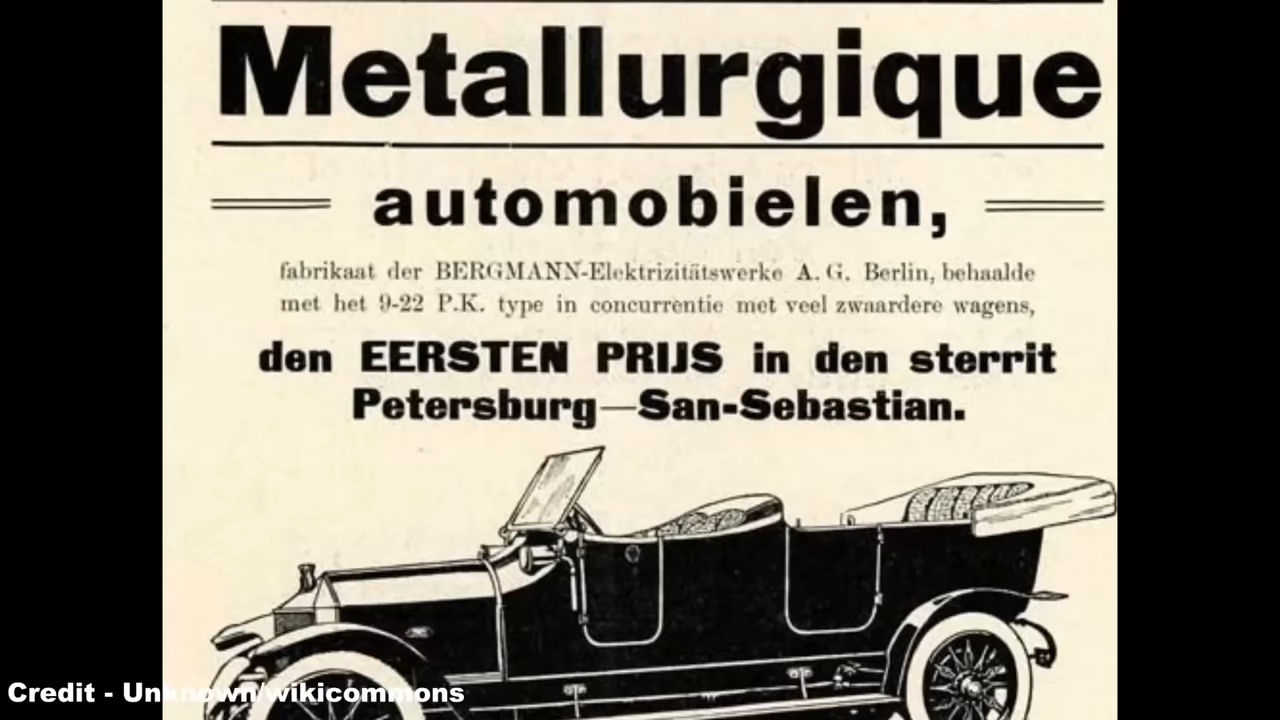 Metallurgique
automobielen,
fabrikaat der BERGMANN-Elektrizitätswerke A. G. Berlin, behaalde
met het 9-22 P.K. type in concurrentie met veel zwaardere wagens,
den EERSTEN PRIJS in den sterrit
Petersburg—San-Sebastian.
Credit - Unknown/wikicommons